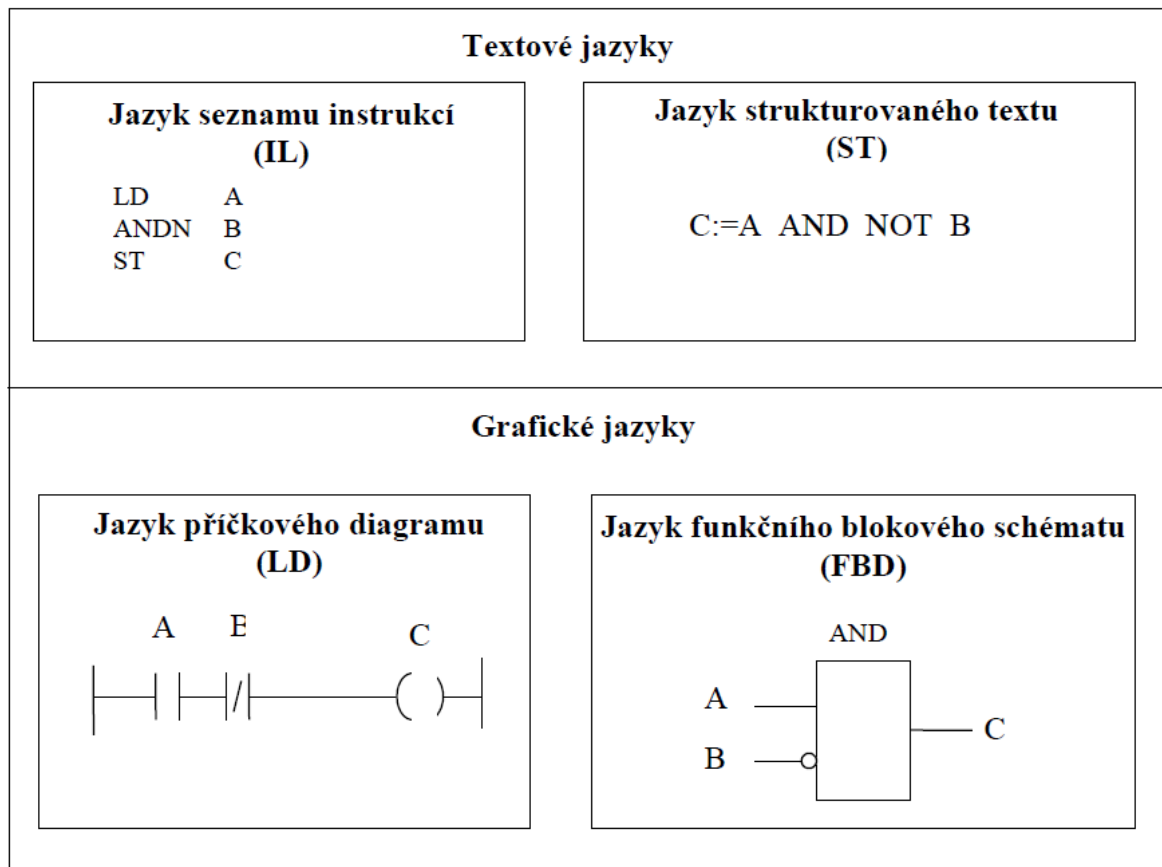 Textové jazyky
Jazyk seznamu instrukcí
(IL)
LD A
ANDN B
ST C
Jazyk strukturovaného textu
(ST)
C:=A AND NOT B
Grafické jazyky
Jazyk příčkového diagramu
(LD)
A B C
Jazyk funkčního blokového schématu
(FBD)
AND
A
B
C